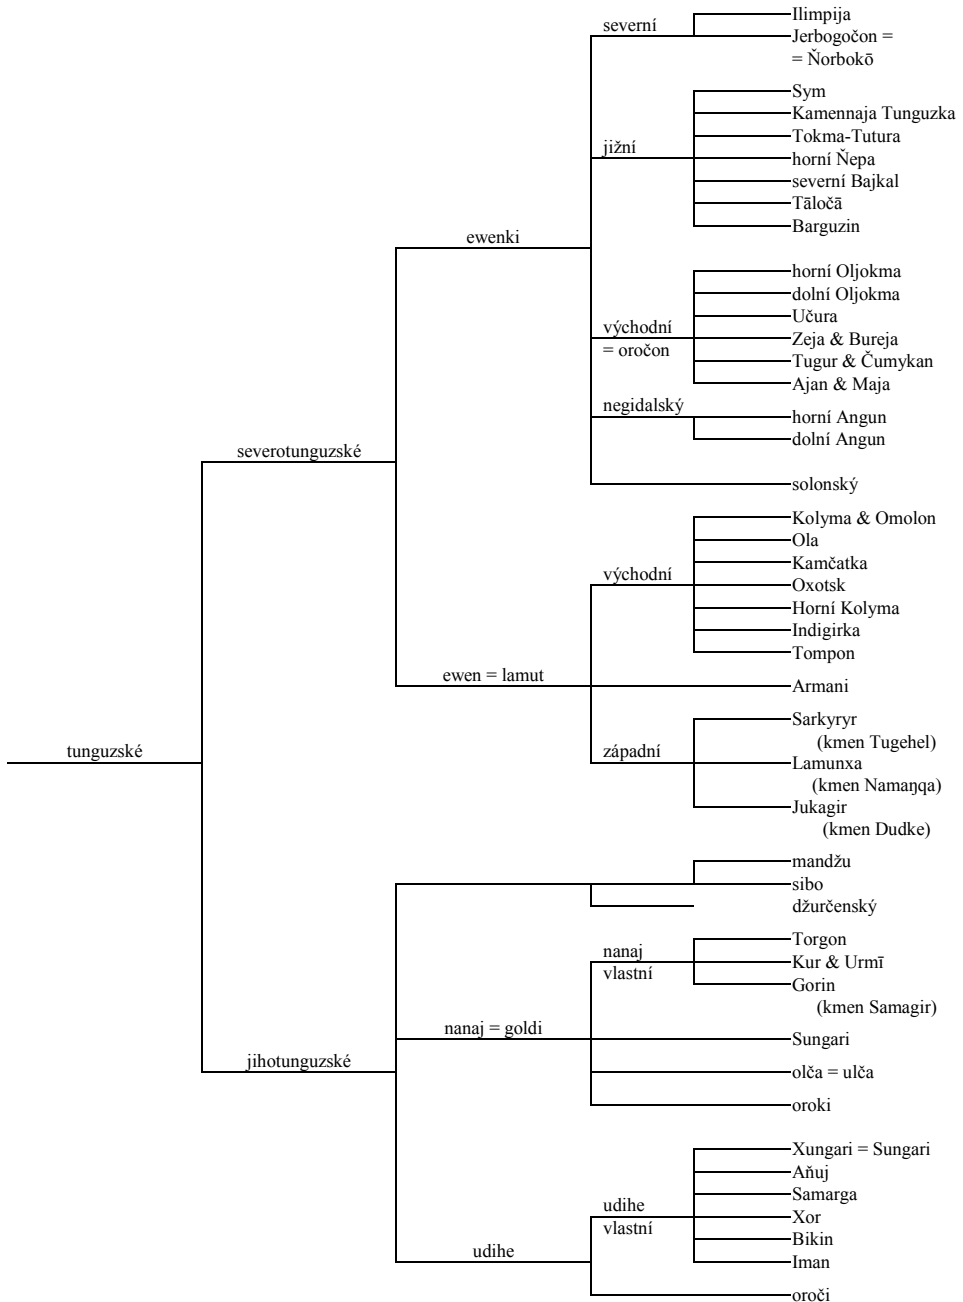 severní
Ilimpija
Jerbogočon =
= Ňorbokō
jižní
Sym
Kamennaja Tunguzka
Tokma-Tutura
horní Ňepa
severní Bajkal
Tāločā
Barguzin
ewenki
východní
= oročon
horní Oljokma
dolní Oljokma
Učura
Zeja & Bureja
Tugur & Čumykan
Ajan & Maja
negidalský
horní Angun
dolní Angun
severotunguzské
solonský
východní
Kolyma & Omolon
Ola
Kamčatka
Oxotsk
Horní Kolyma
Indigirka
Tompon
ewen = lamut
Armani
tunguzské
západní
Sarkyryr
(kmen Tugehel)
Lamunxa
(kmen Namaŋqa)
Jukagir
(kmen Dudke)
mandžu
sibo
džurčenský
nanaj
vlastní
Torgon
Kur & Urmī
Gorin
(kmen Samagir)
nanaj = goldi
Sungari
jihotunguzské
olča = ulča
oroki
udihe
vlastní
Xungari = Sungari
Aňuj
Samarga
Xor
Bikin
Iman
udihe
oroči